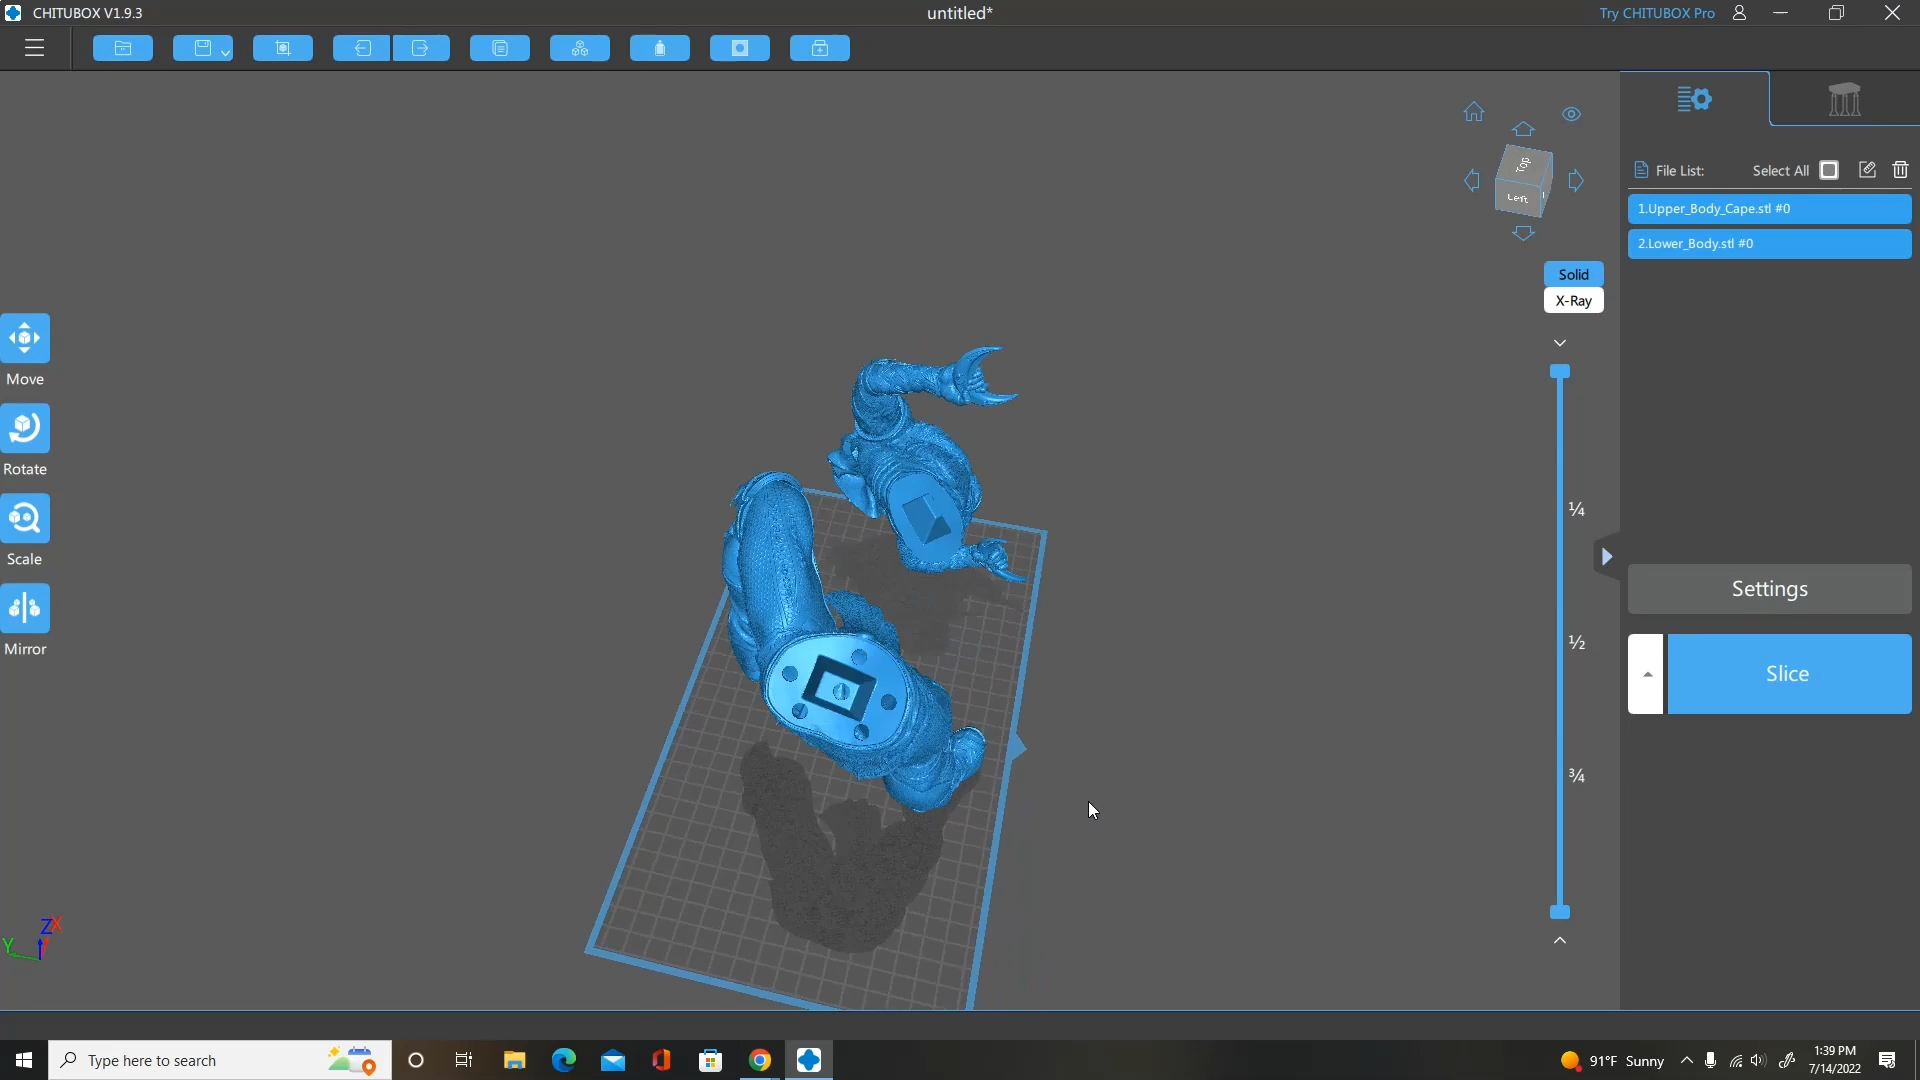 CHITUBOX V1.9.3
untitled*
Try CHITUBOX Pro
File List:
Select All
1.Upper_Body_Cape.stl #0
2.Lower_Body.stl #0
Top
Left
Solid
X-Ray
Move
Rotate
Scale
Mirror
¼
½
¾
Settings
Slice
Z
X
Y
Type here to search
91°F Sunny
1:39 PM
7/14/2022